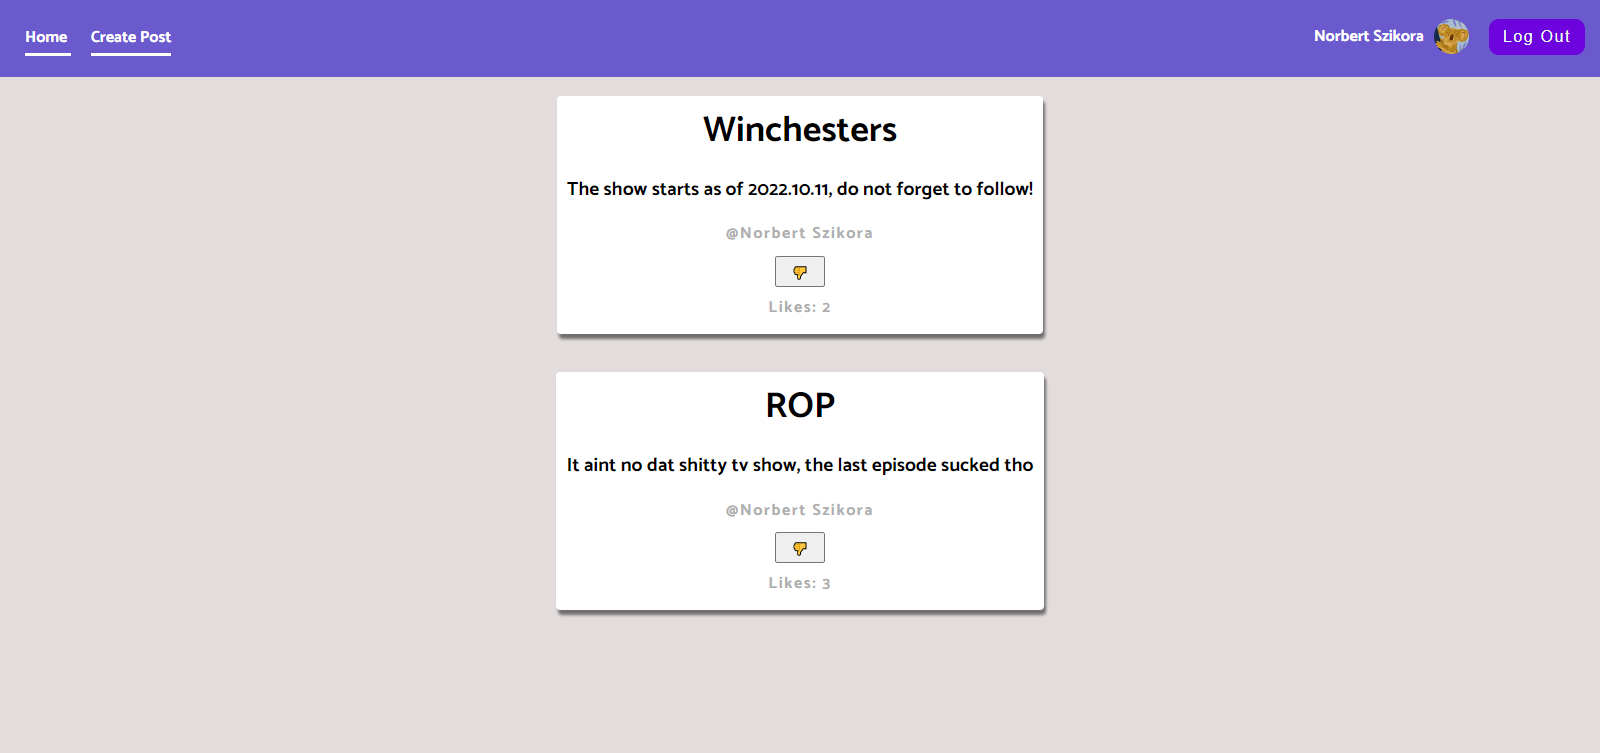 Home Create Post Norbert Szikora Log Out
Winchesters
The show starts as of 2022.10.11, do not forget to follow!
@Norbert Szikora
Likes: 2
ROP
It aint no dat shitty tv show, the last episode sucked tho
@Norbert Szikora
Likes: 3